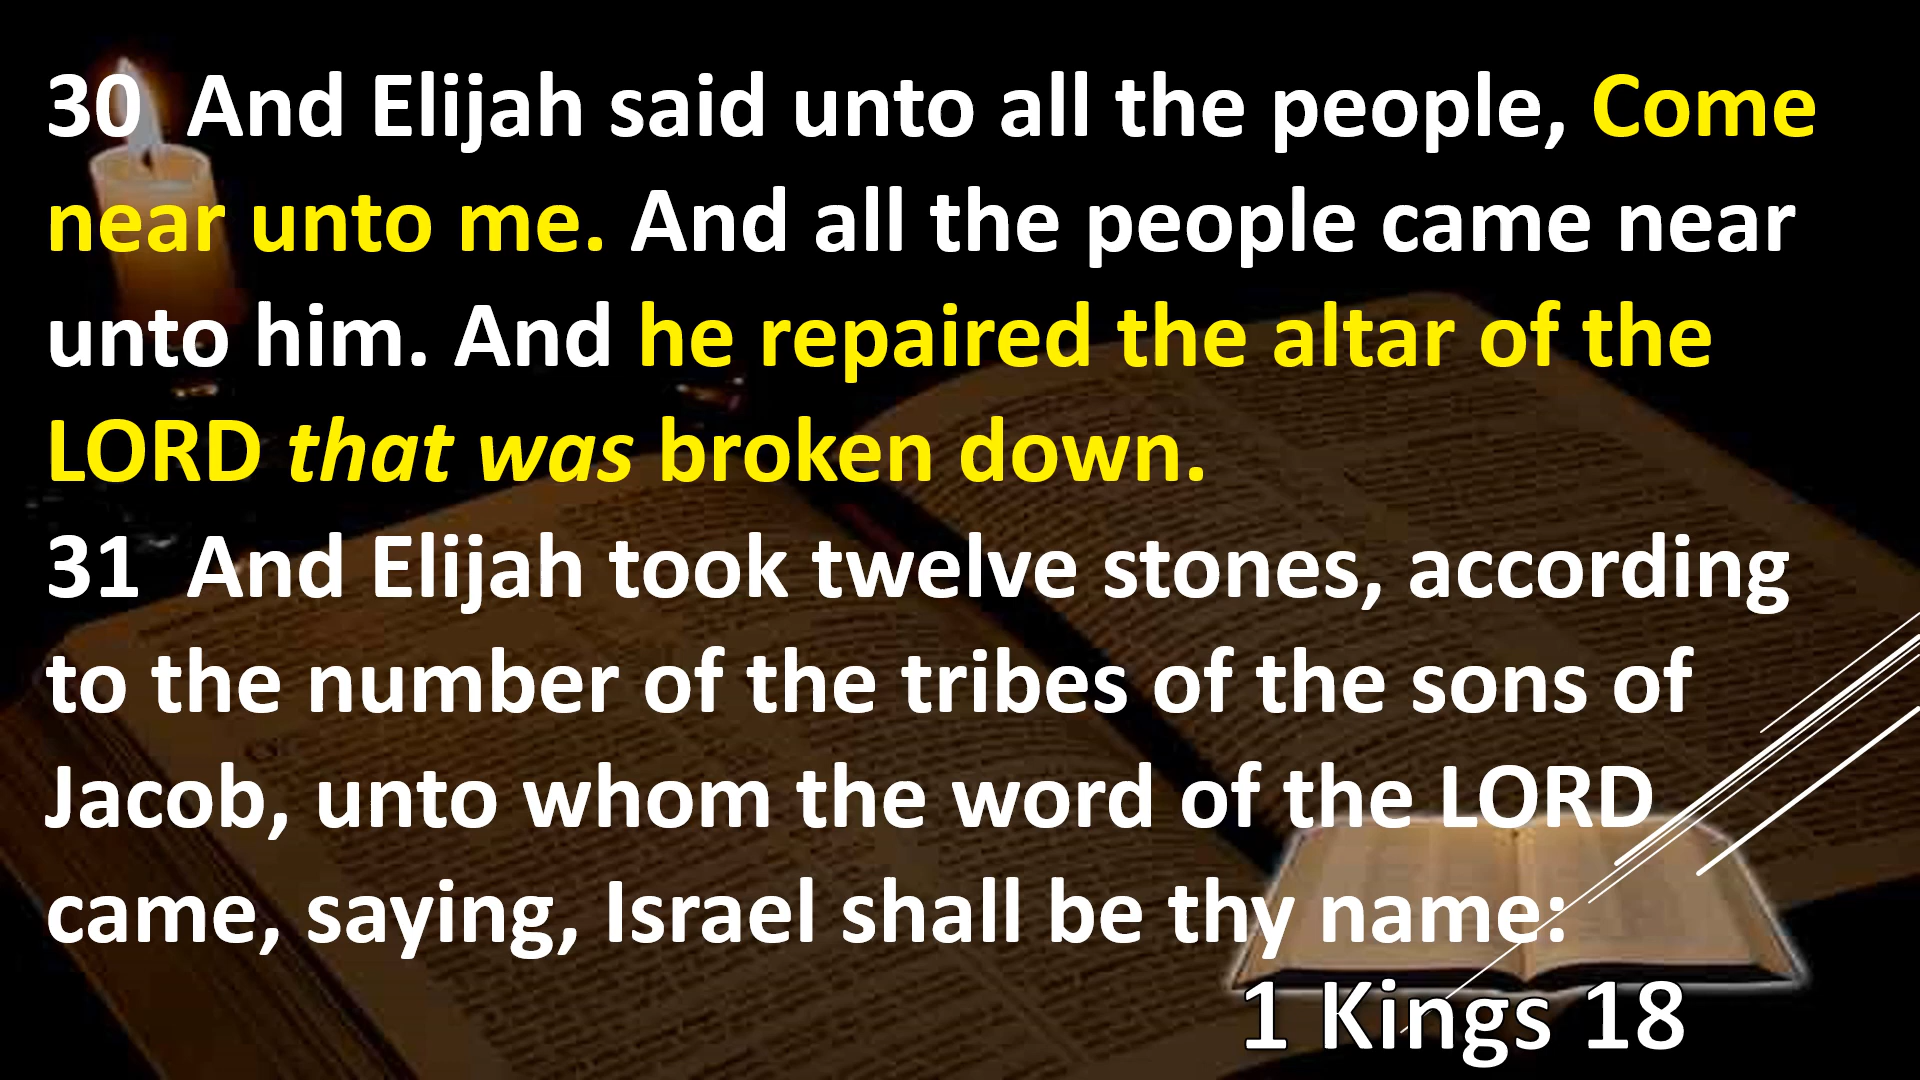 30  And Elijah said unto all the people, Come
near unto me. And all the people came near
unto him. And he repaired the altar of the
LORD that was broken down.
31  And Elijah took twelve stones, according
to the number of the tribes of the sons of
Jacob, unto whom the word of the LORD
came, saying, Israel shall be thy name:
1 Kings 18